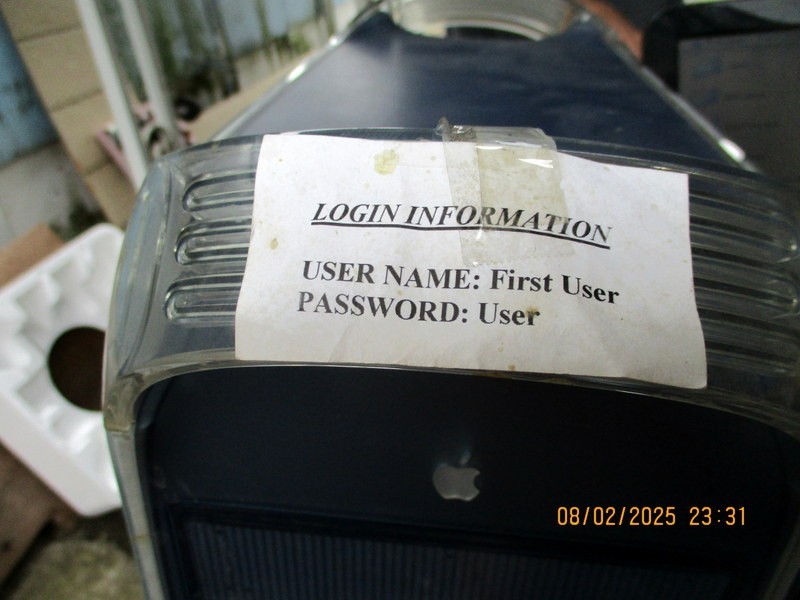 LOGIN INFORMATION
USER NAME: First User
PASSWORD: User
08/02/2025 23:31